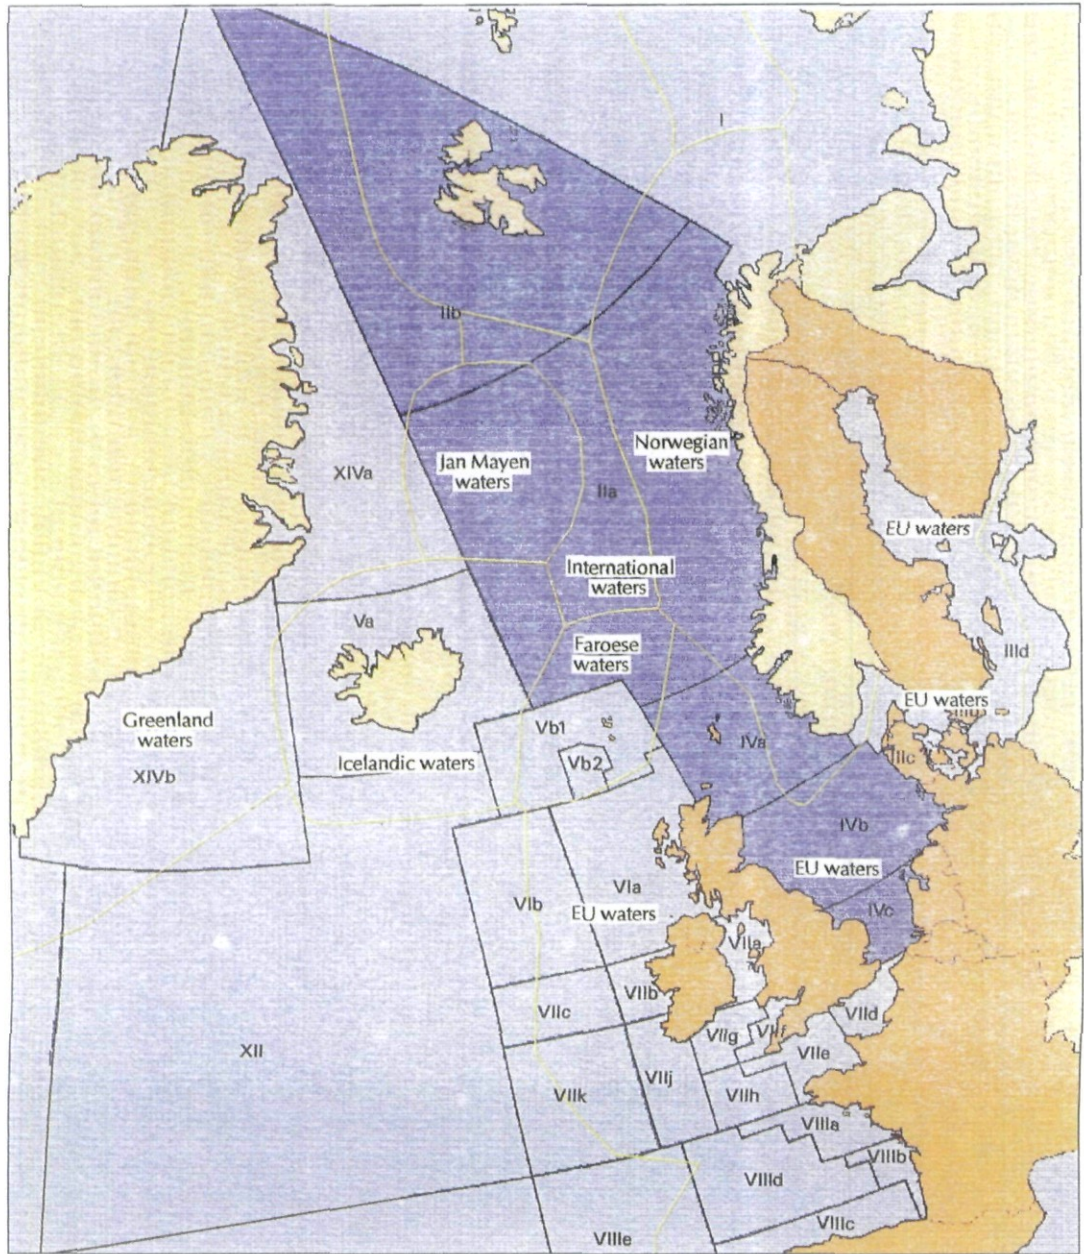 I
IIb
Norwegian
waters
Jan Mayen
waters
XIVa
IIa
EU waters
International
waters
Va
Faroese
waters
IIId
EU waters
Greenland
waters
Vb1
IVa
IIIc
Icelandic waters
Vb2
XIVb
IVb
EU waters
VIa
VIb
EU waters
IVc
VIIa
VIIb
VIIc
VIId
VIIg
VIIf
VIIe
XII
VIIj
VIIk
VIIh
VIIIa
VIIIb
VIIId
VIIIc
VIIIe